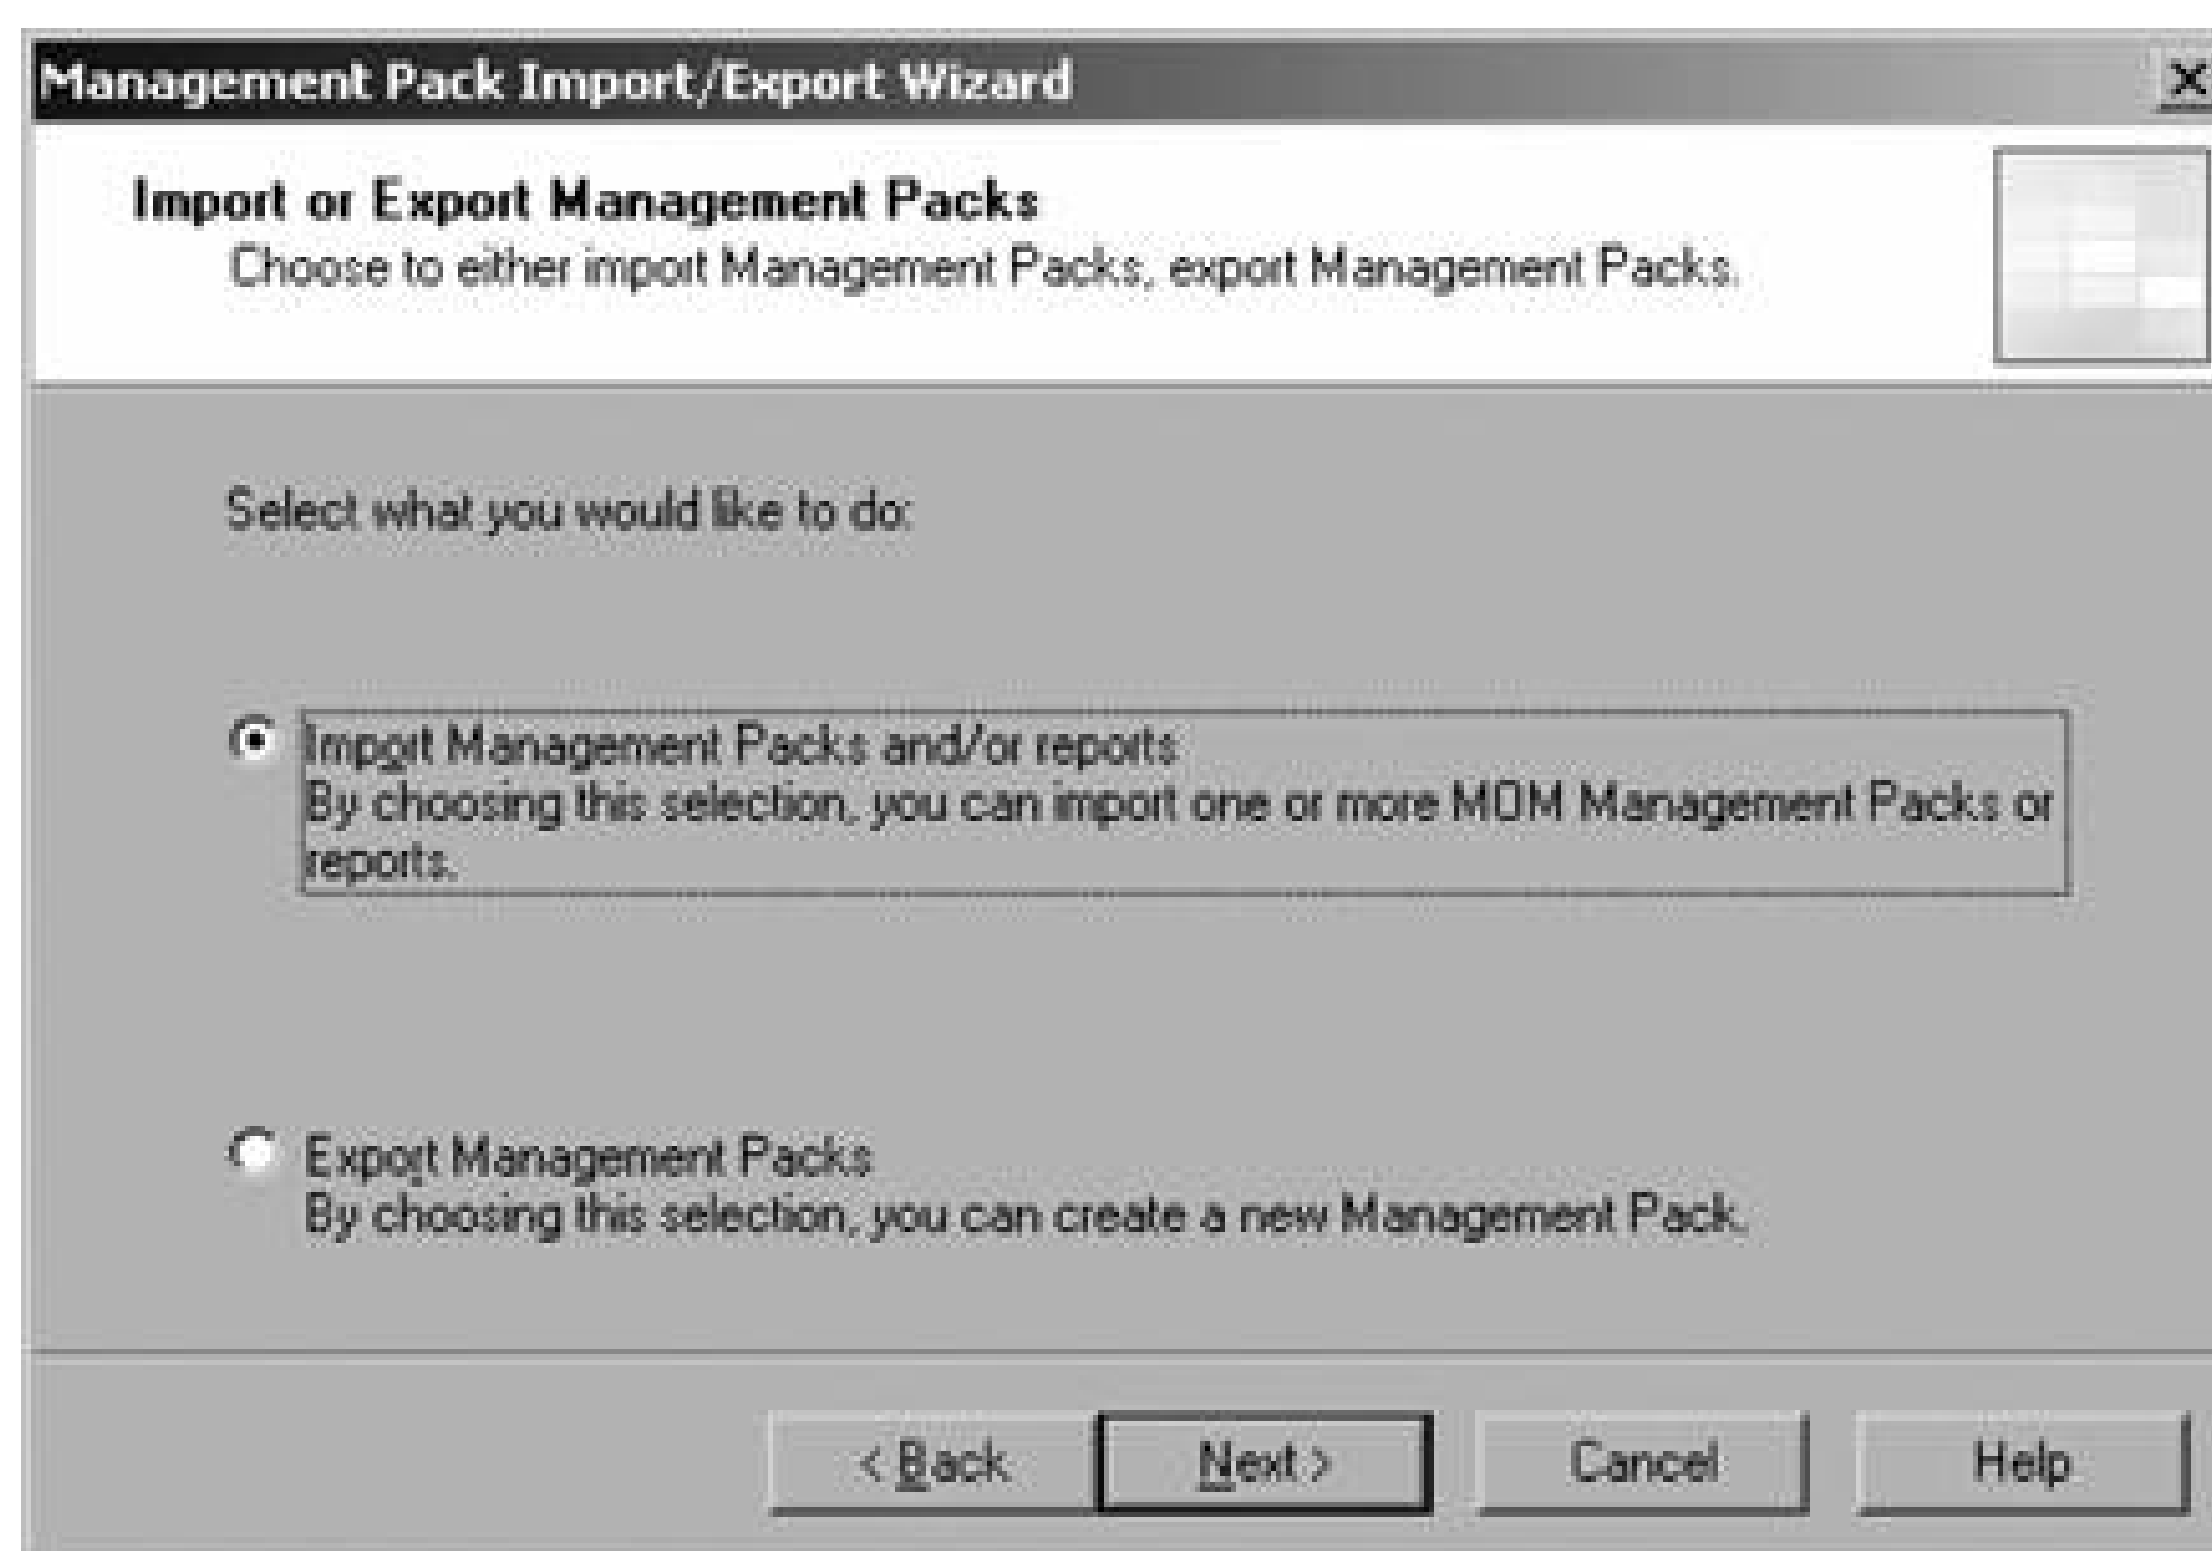 Management Pack Import/Export Wizard
Import or Export Management Packs
Choose to either import Management Packs, export Management Packs.
Select what you would like to do:
Import Management Packs and/or reports
By choosing this selection, you can import one or more MOM Management Packs or
reports.
Export Management Packs
By choosing this selection, you can create a new Management Pack.
< Back
Next >
Cancel
Help